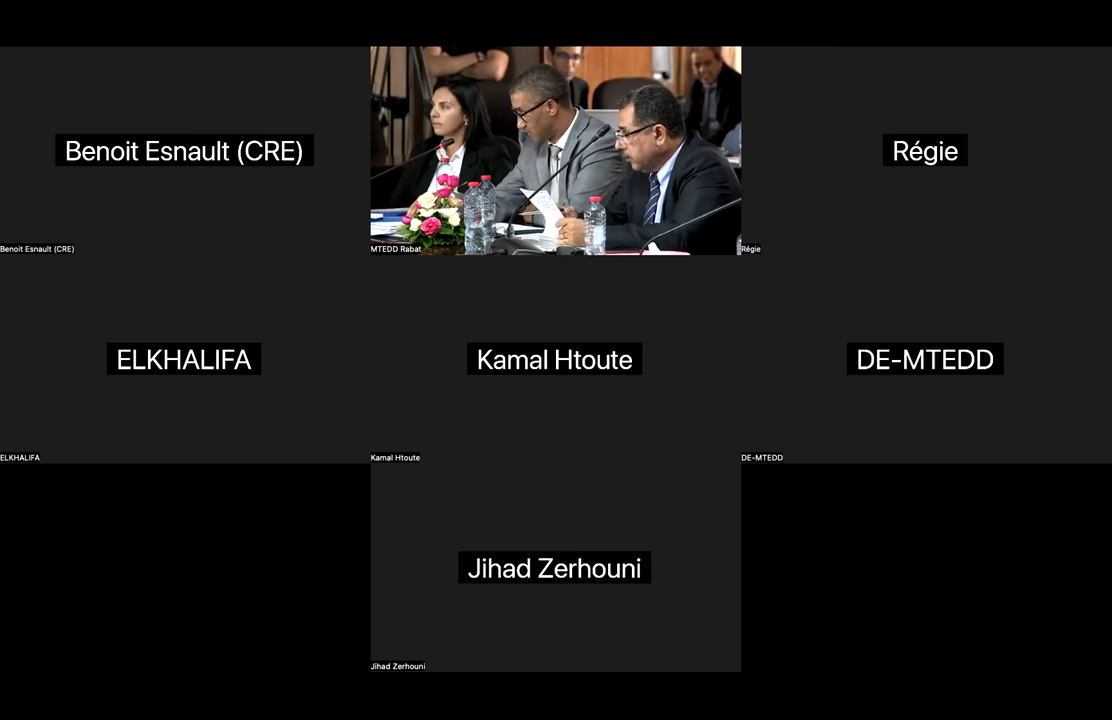 Benoit Esnault (CRE)
Régie
Benoit Esnault (CRE)
MTEDD Rabat
Régie
ELKHALIFA
Kamal Htoute
DE-MTEDD
ELKHALIFA
Kamal Htoute
DE-MTEDD
Jihad Zerhouni
Jihad Zerhouni